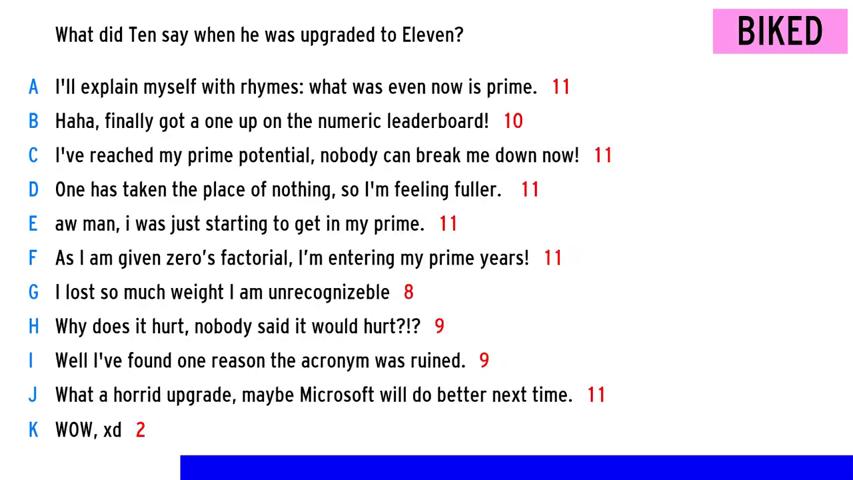 What did Ten say when he was upgraded to Eleven?
BIKED
A I'll explain myself with rhymes: what was even now is prime. 11
B Haha, finally got a one up on the numeric leaderboard! 10
C I've reached my prime potential, nobody can break me down now! 11
D One has taken the place of nothing, so I'm feeling fuller. 11
E aw man, i was just starting to get in my prime. 11
F As I am given zero’s factorial, I’m entering my prime years! 11
G I lost so much weight I am unrecognizeble 8
H Why does it hurt, nobody said it would hurt?!? 9
I Well I've found one reason the acronym was ruined. 9
J What a horrid upgrade, maybe Microsoft will do better next time. 11
K WOW, xd 2